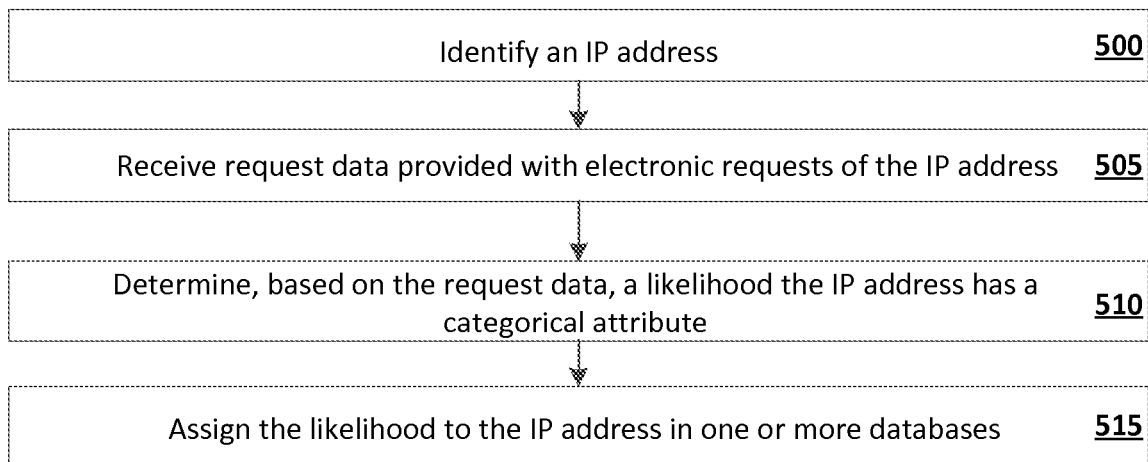 Identify an IP address 500
Receive request data provided with electronic requests of the IP address 505
Determine, based on the request data, a likelihood the IP address has a
categorical attribute 510
Assign the likelihood to the IP address in one or more databases 515